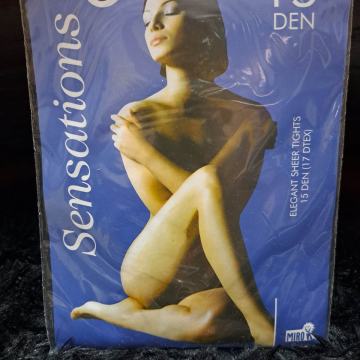 DEN
Sensations
ELEGANT SHEER TIGHTS
15 DEN (17 DTEX)